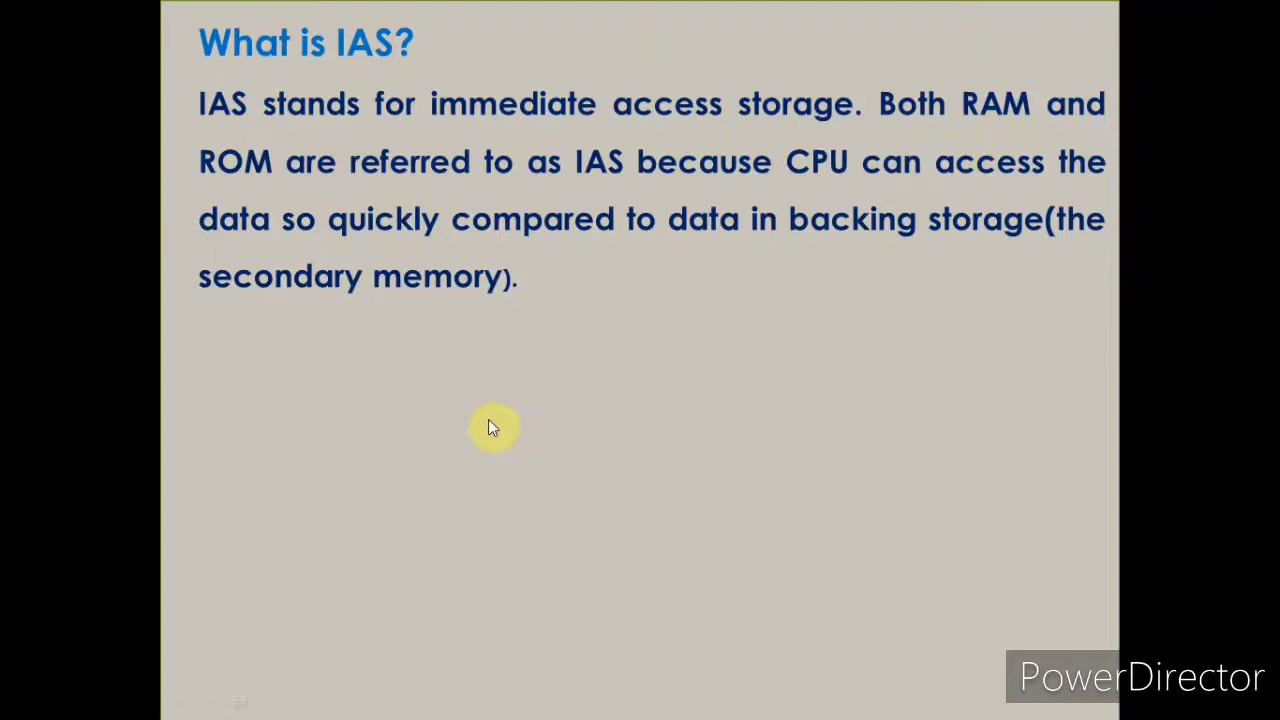 What is IAS?
IAS stands for immediate access storage. Both RAM and
ROM are referred to as IAS because CPU can access the
data so quickly compared to data in backing storage(the
secondary memory).
PowerDirector